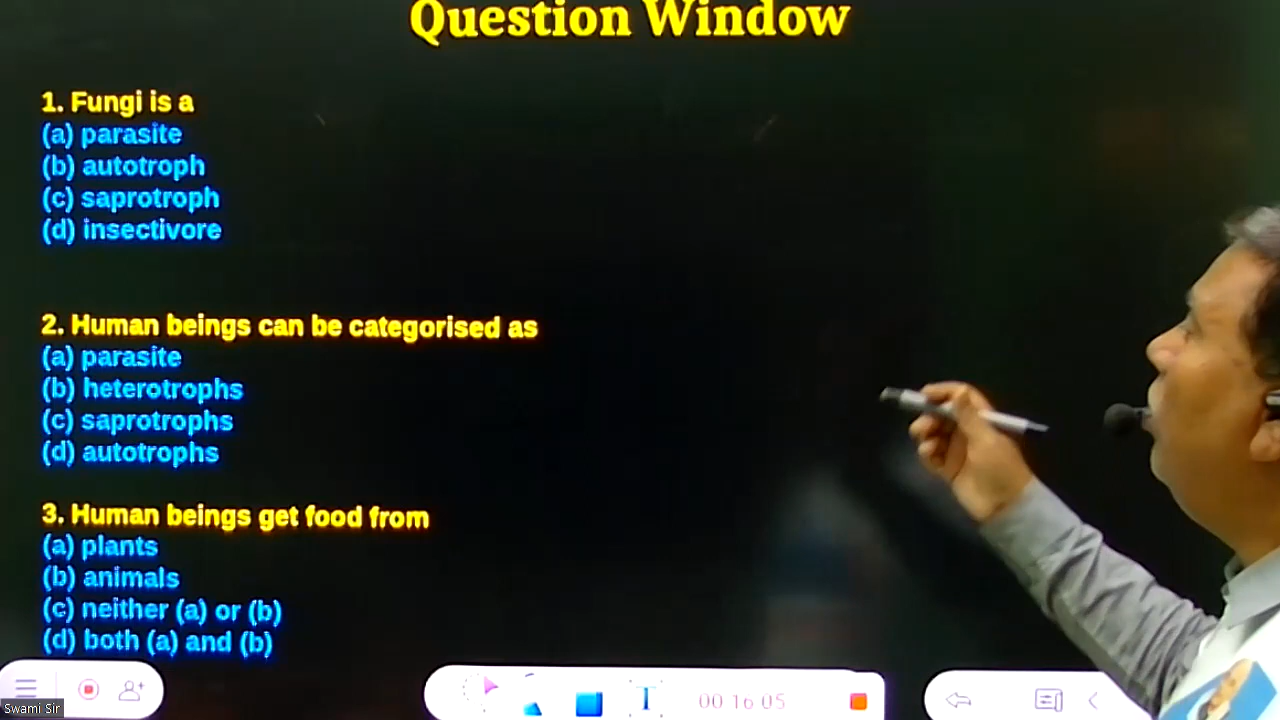 Question Window
1. Fungi is a
(a) parasite
(b) autotroph
(c) saprotroph
(d) insectivore
2. Human beings can be categorised as
(a) parasite
(b) heterotrophs
(c) saprotrophs
(d) autotrophs
3. Human beings get food from
(a) plants
(b) animals
(c) neither (a) or (b)
(d) both (a) and (b)
T
00 16 05
Swami Sir